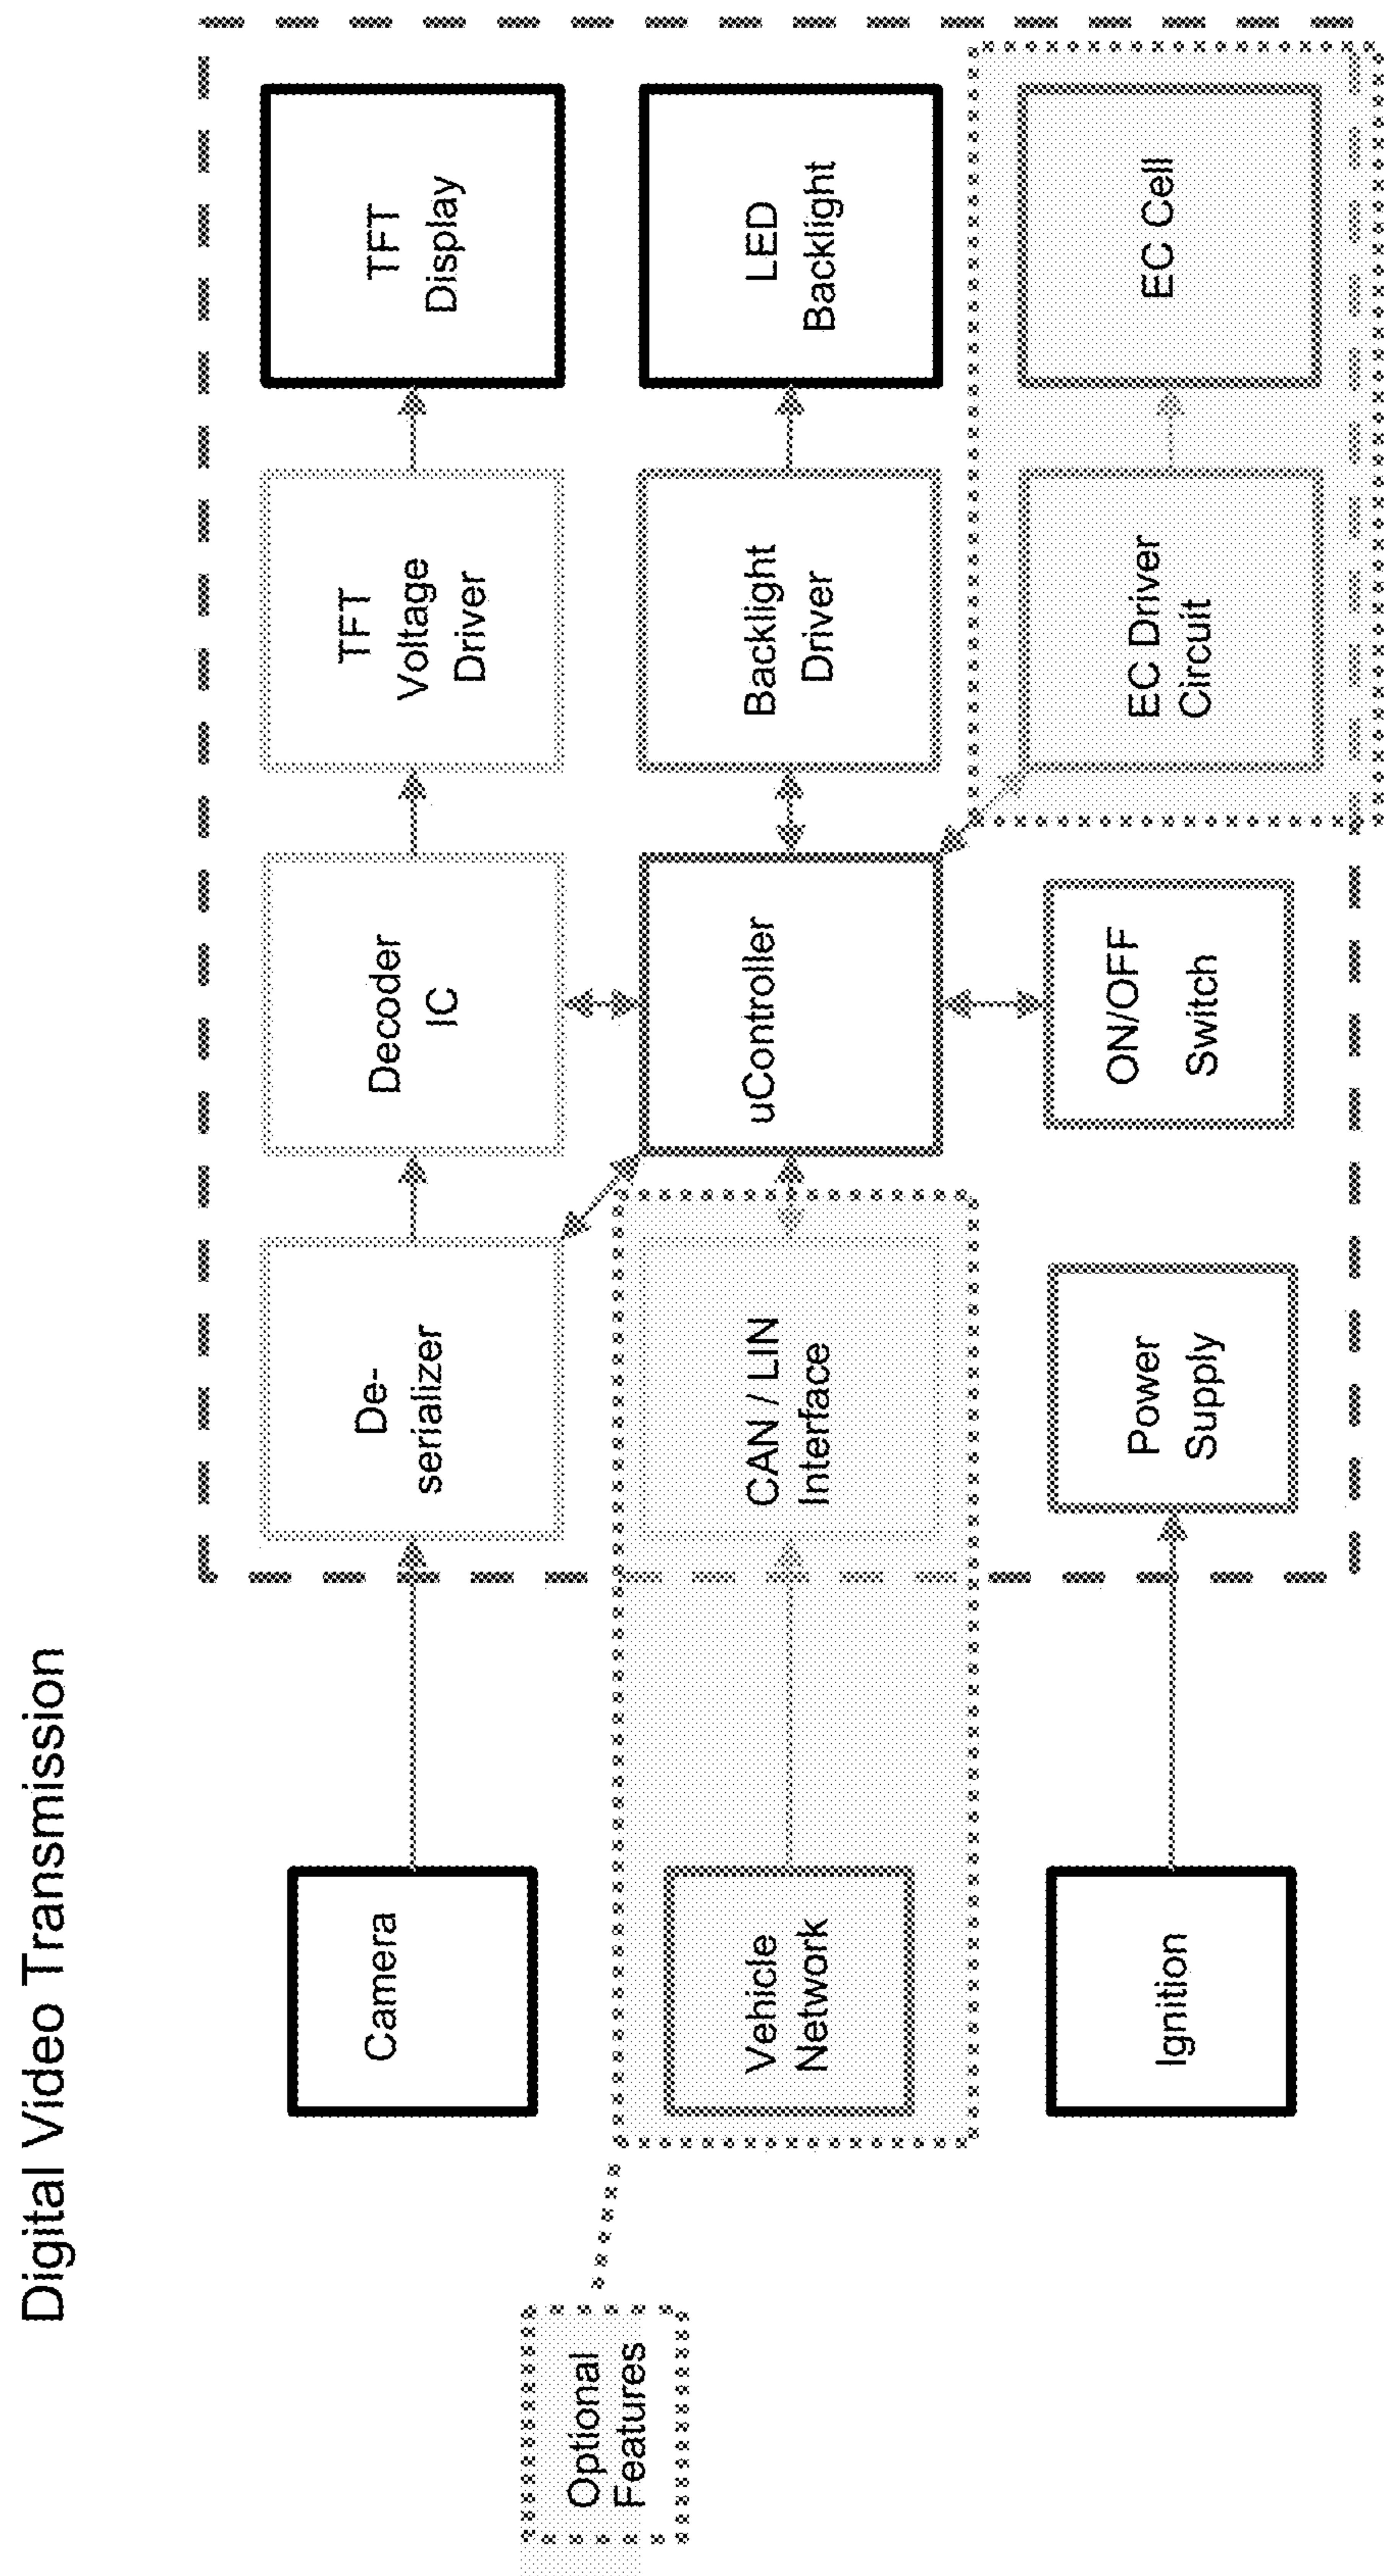 Digital Video Transmission
Optional
Features
Camera
De-
serializer
Decoder
IC
TFT
Voltage
Driver
TFT
Display
Vehicle
Network
CAN / LIN
Interface
uController
Backlight
Driver
LED
Backlight
Ignition
Power
Supply
ON/OFF
Switch
EC Driver
Circuit
EC Cell